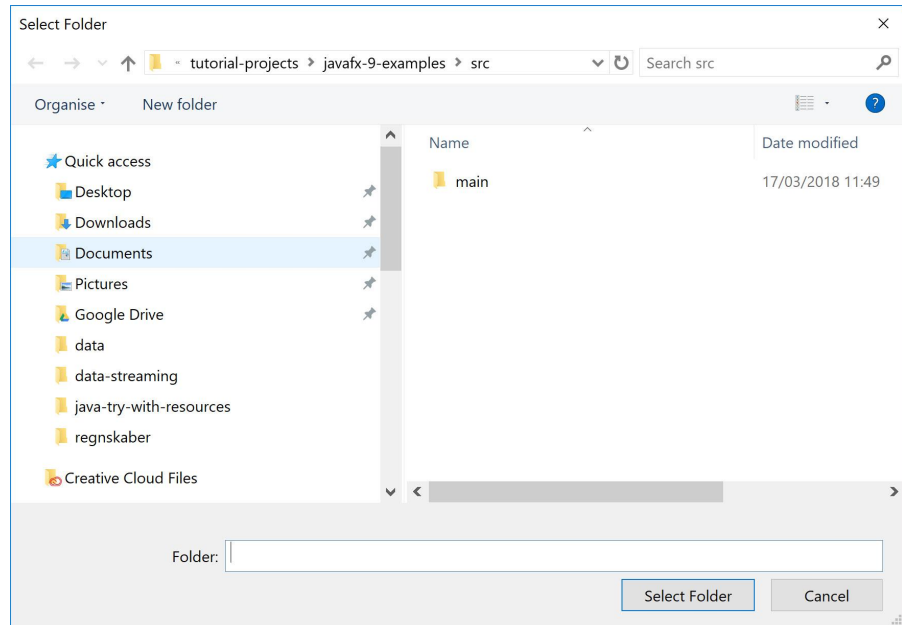 Select Folder
tutorial-projects javafx-9-examples src Search src
Organise New folder ?
Name Date modified
Quick access
Desktop
Downloads
Documents
Pictures
Google Drive
data
data-streaming
java-try-with-resources
regnskaber
Creative Cloud Files
main 17/03/2018 11:49
Folder:
Select Folder Cancel